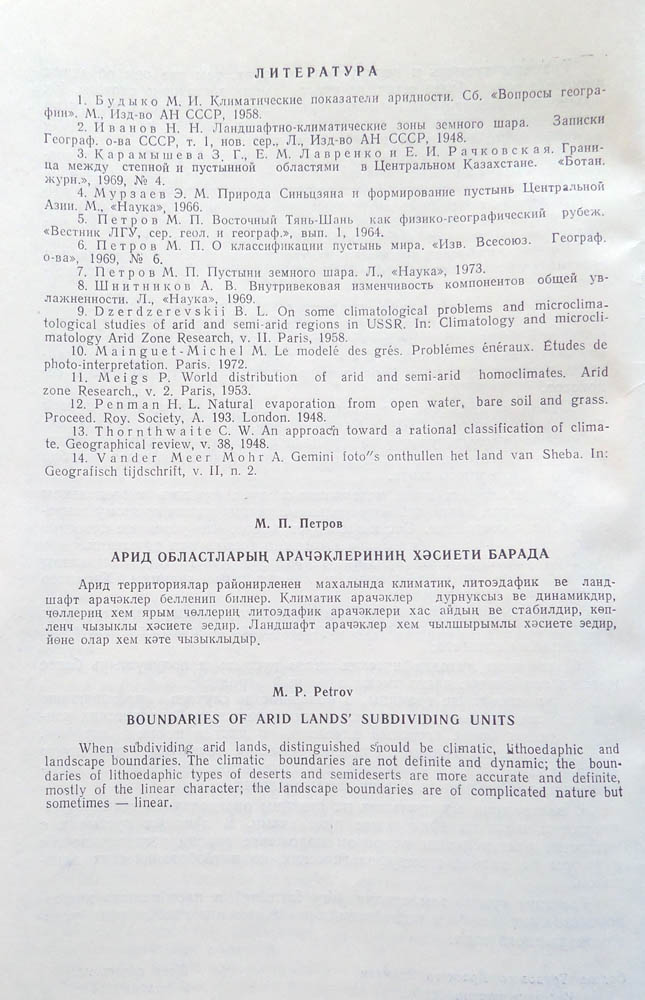 ЛИТЕРАТУРА
1. Будыко М. И. Климатические показатели аридности. Сб. «Вопросы геогра-
фии». М., Изд-во АН СССР, 1958.
2. Иванов Н. Н. Ландшафтно-климатические зоны земного шара. Записки
Географ. о-ва СССР, т. 1, нов. сер., Л., Изд-во АН СССР, 1948.
3. Карамышева З. Г., Е. М. Лавренко и Е. И. Рачковская. Грани-
ца между степной и пустынной областями в Центральном Казахстане. «Ботан.
журн.», 1969, № 4.
4. Мурзаев Э. М. Природа Синьцзяна и формирование пустынь Центральной
Азии. М., «Наука», 1966.
5. Петров М. П. Восточный Тянь-Шань как физико-географический рубеж.
«Вестник ЛГУ, сер. геол. и географ.», вып. 1, 1964.
6. Петров М. П. О классификации пустынь мира. «Изв. Всесоюз. Географ.
о-ва», 1969, № 6.
7. Петров М. П. Пустыни земного шара. Л., «Наука», 1973.
8. Шнитников А. В. Внутривековая изменчивость компонентов общей ув-
лажненности. Л., «Наука», 1969.
9. Dzerdzerevskii B. L. On some climatological problems and microclima-
tological studies of arid and semi-arid regions in USSR. In: Climatology and microcli-
matology Arid Zone Research, v. II. Paris, 1958.
10. Mainguet-Michel M. Le modelé des grés. Problémes énéraux. Études de
photo-interpretation. Paris. 1972.
11. Meigs P. World distribution of arid and semi-arid homoclimates. Arid
zone Research., v. 2. Paris, 1953.
12. Penman H, L. Natural evaporation from open water, bare soil and grass.
Proceed. Roy. Society, A. 193. London. 1948.
13. Thornthwaite C. W. An approach toward a rational classification of clima-
te. Geographical review, v. 38, 1948.
14. Vander Meer Mohr A. Gemini foto"s onthullen het land van Sheba. In:
Geografisch tijdschrift, v. II, n. 2.
М. П. Петров
АРИД ОБЛАСТЛАРЫҢ АРАЧӘКЛЕРИНИҢ ХӘСИЕТИ БАРАДА
Арид территориялар районирленен махалында климатик, литоэдафик ве ланд-
шафт арачәклер белленип билнер. Климатик арачәклер дурнуксыз ве динамикдир,
чөллериң хем ярым чөллериң литоэдафик арачәклери хас айдың ве стабилдир, көп-
ленч чызыклы хәсиете эедир. Ландшафт арачәклер хем чылшырымлы хәсиете эедир,
йөне олар хем кәте чызыклыдыр.
M. P. Petrov
BOUNDARIES OF ARID LANDS' SUBDIVIDING UNITS
When subdividing arid lands, distinguished should be climatic, lithoedaphic and
landscape boundaries. The climatic boundaries are not definite and dynamic; the boun-
daries of lithoedaphic types of deserts and semideserts are more accurate and definite,
mostly of the linear character; the landscape boundaries are of complicated nature but
sometimes — linear.